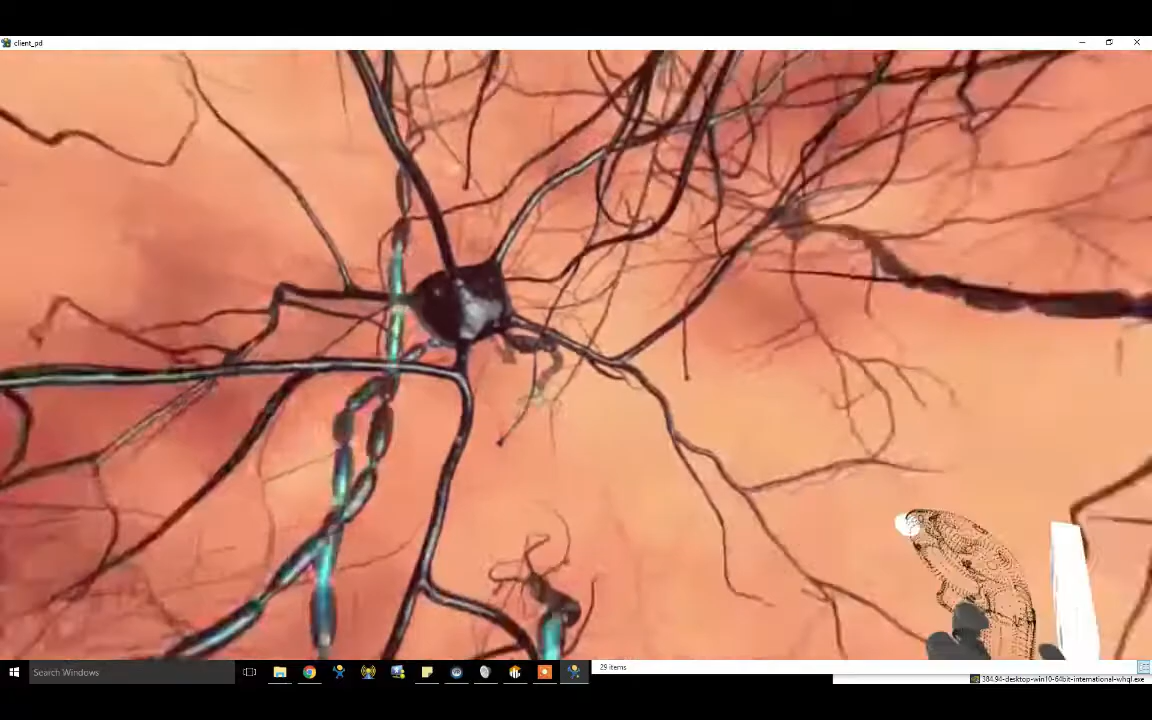 client_pd
Search Windows
29 items
384.94-desktop-win10-64bit-international-whql.exe